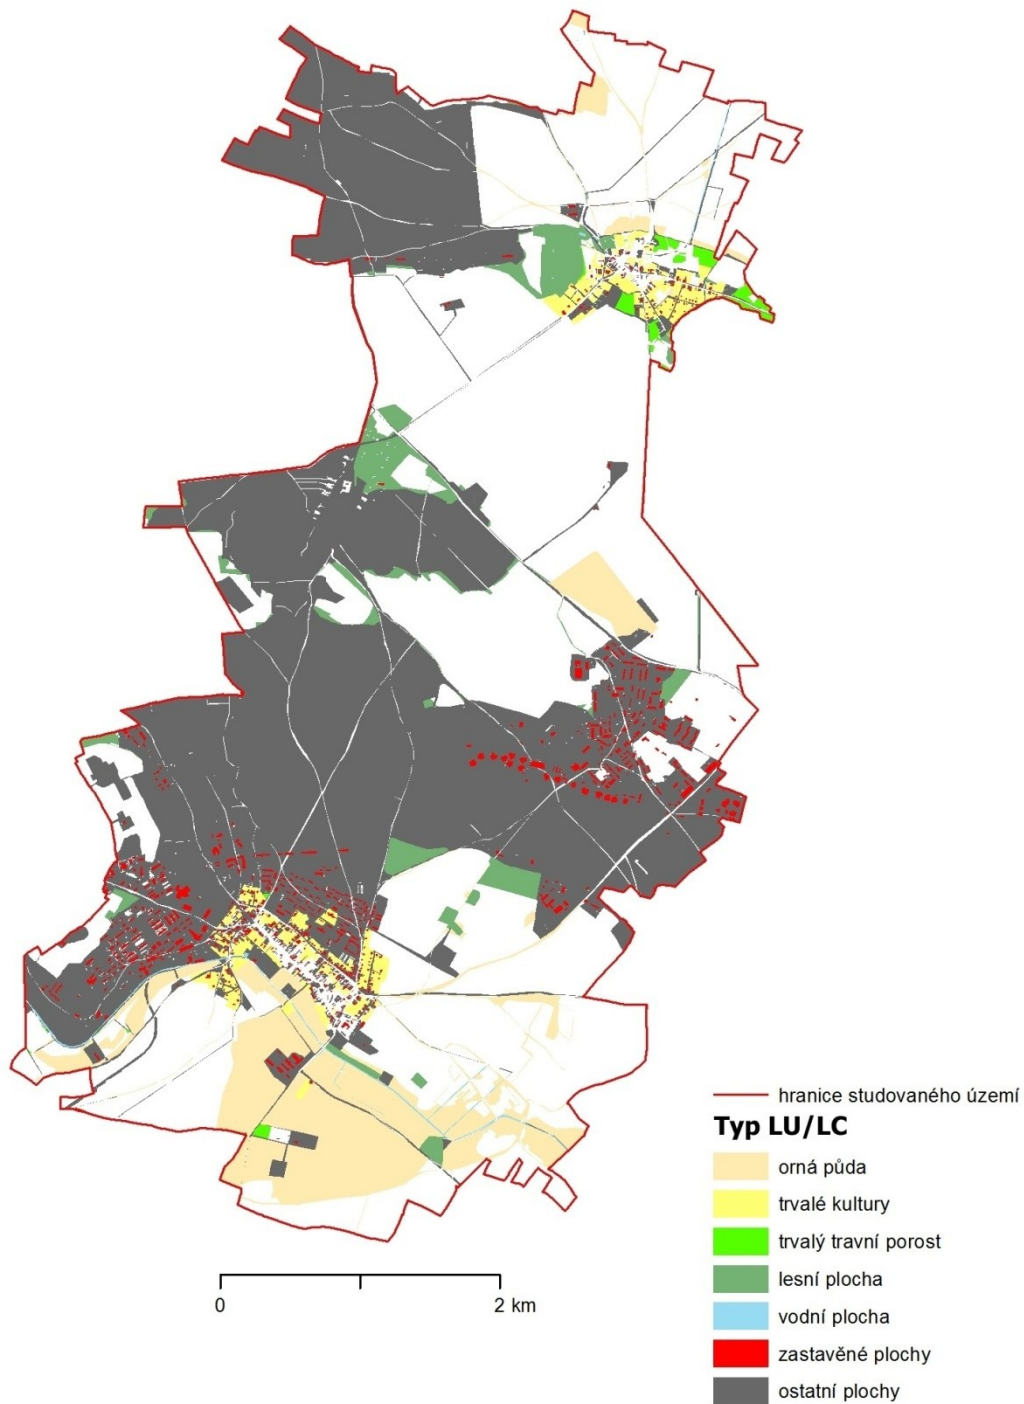 0 2 km
hranice studovaného území
Typ LU/LC
orná půda
trvalé kultury
trvalý travní porost
lesní plocha
vodní plocha
zastavěné plochy
ostatní plochy